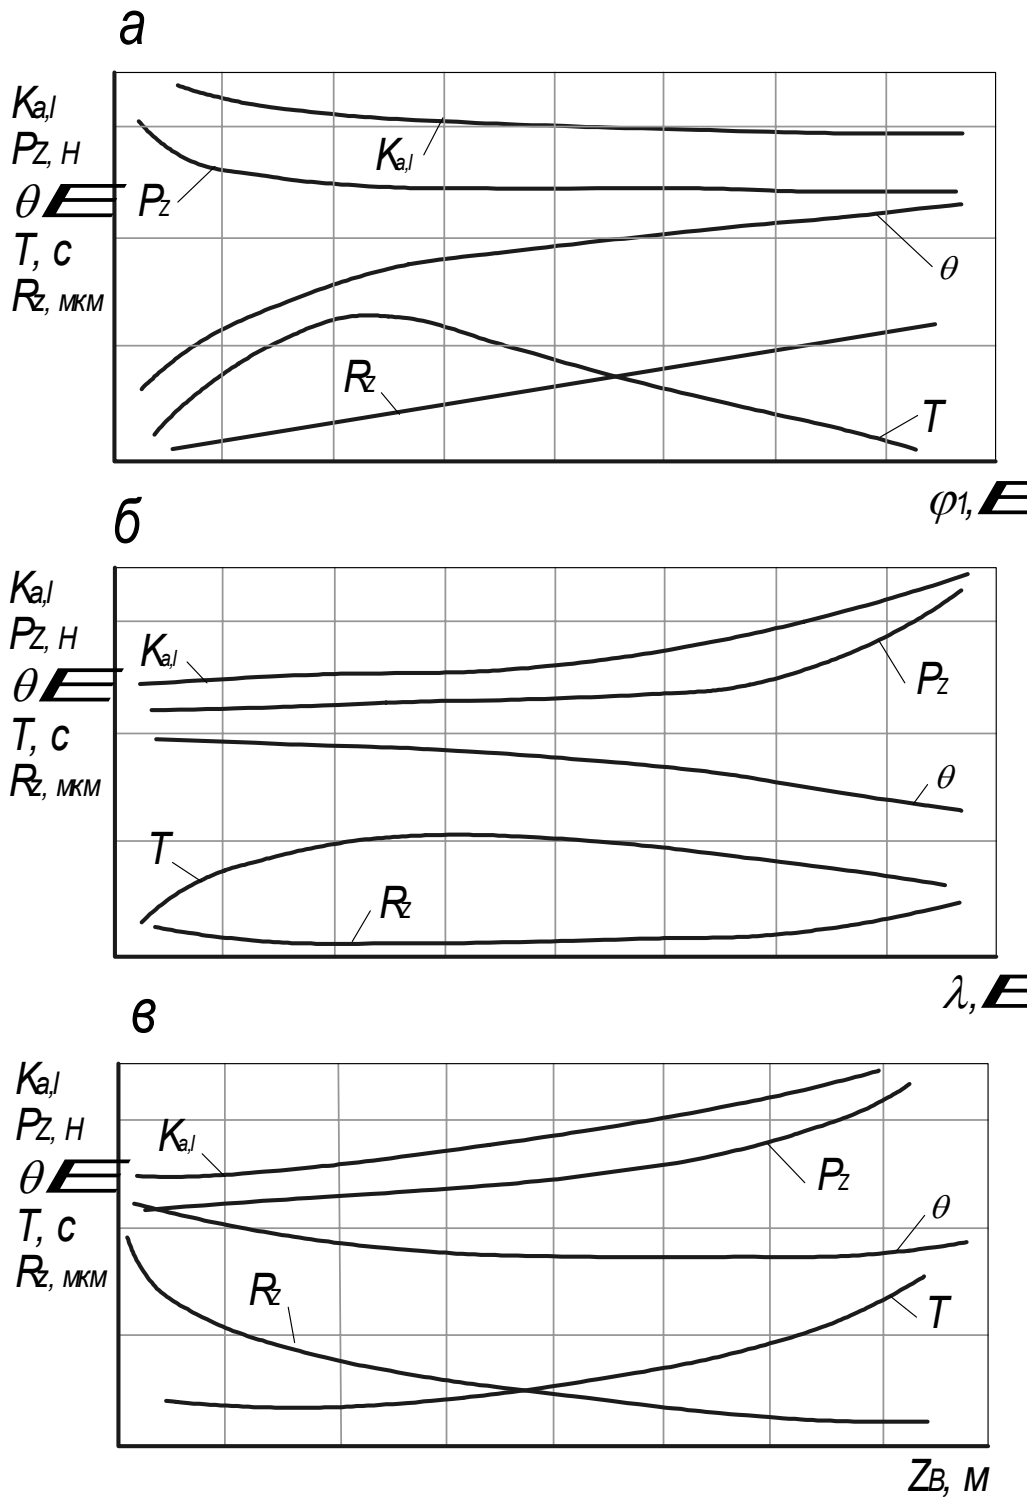 а
Ka,l
Pz, Н
θ
T, с
Rz, мкм
Ka,l
Pz
θ
Rz
T
φ1,
б
Ka,l
Pz, Н
θ
T, с
Rz, мкм
Ka,l
Pz
θ
T
Rz
λ,
в
Ka,l
Pz, Н
θ
T, с
Rz, мкм
Ka,l
Pz
θ
Rz
T
ZВ, м